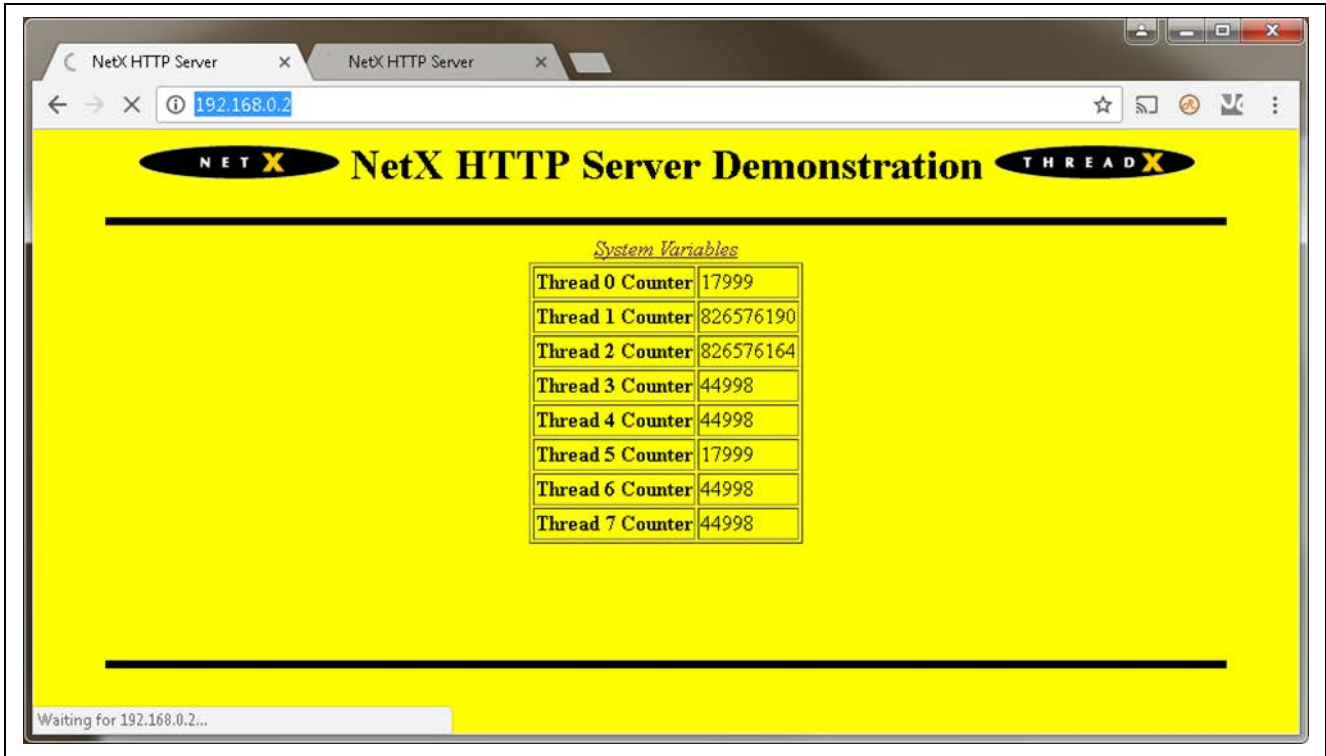 NetX HTTP Server
NetX HTTP Server
192.168.0.2
NET X NetX HTTP Server Demonstration THREADX
System Variables
Thread 0 Counter 17999
Thread 1 Counter 826576190
Thread 2 Counter 826576164
Thread 3 Counter 44998
Thread 4 Counter 44998
Thread 5 Counter 17999
Thread 6 Counter 44998
Thread 7 Counter 44998
Waiting for 192.168.0.2...